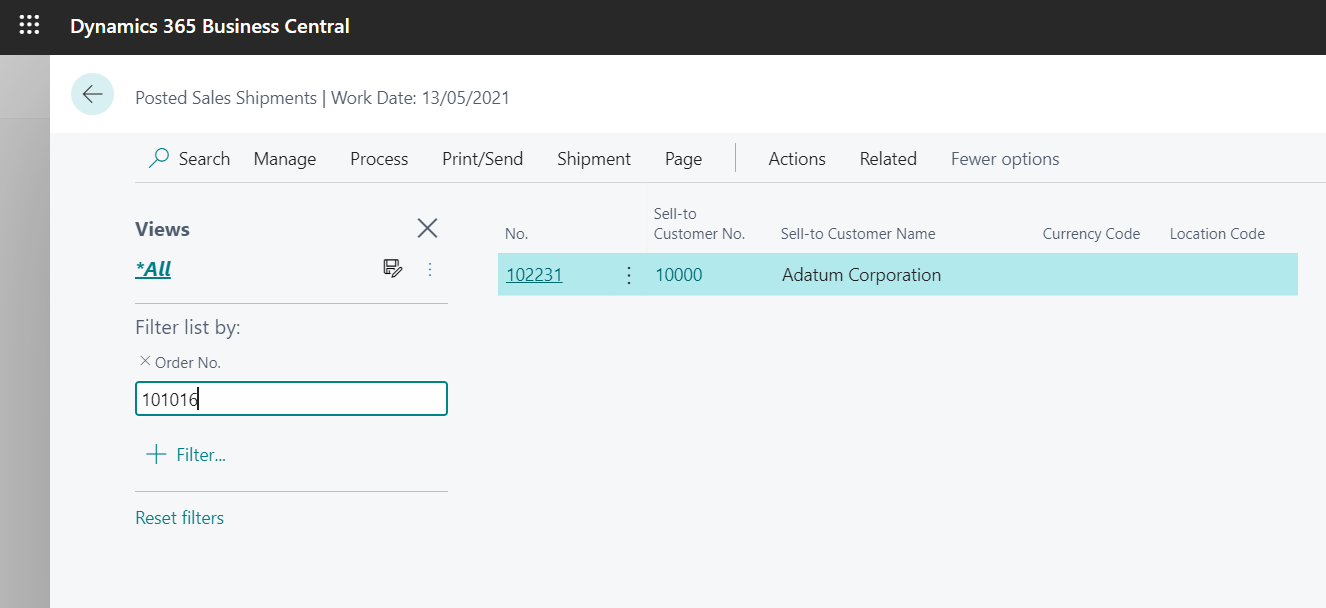 Dynamics 365 Business Central
Posted Sales Shipments | Work Date: 13/05/2021
Search Manage Process Print/Send Shipment Page Actions Related Fewer options
Views
*All
Filter list by:
Order No.
101016
Filter...
Reset filters
No. Sell-to Customer No. Sell-to Customer Name Currency Code Location Code
102231 10000 Adatum Corporation